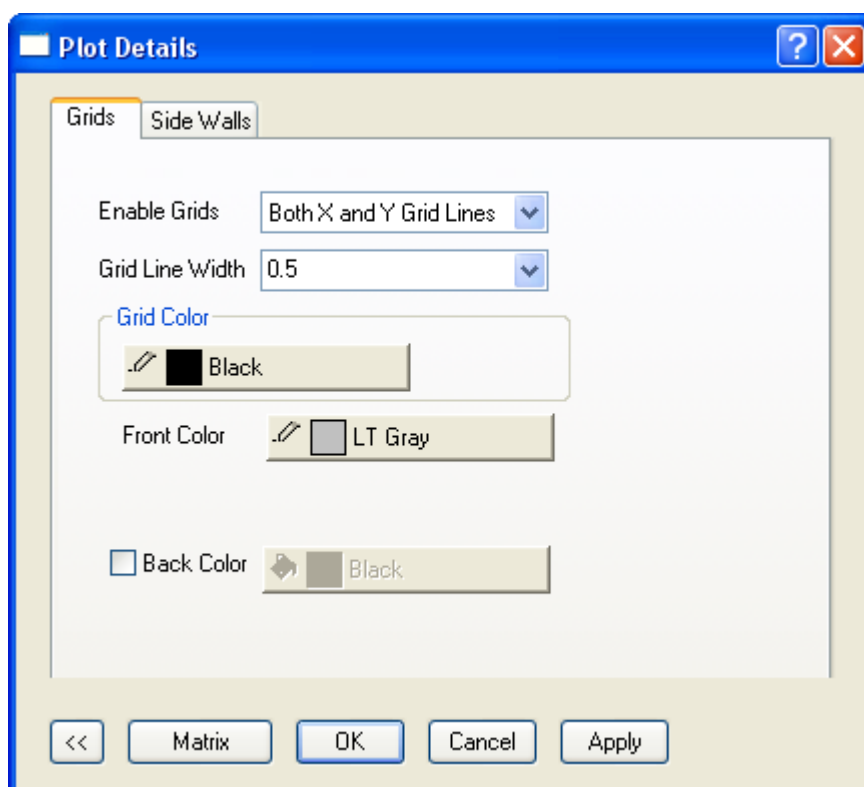 Plot Details
Grids Side Walls
Enable Grids Both X and Y Grid Lines
Grid Line Width 0.5
Grid Color
Black
Front Color LT Gray
Back Color Black
<< Matrix OK Cancel Apply